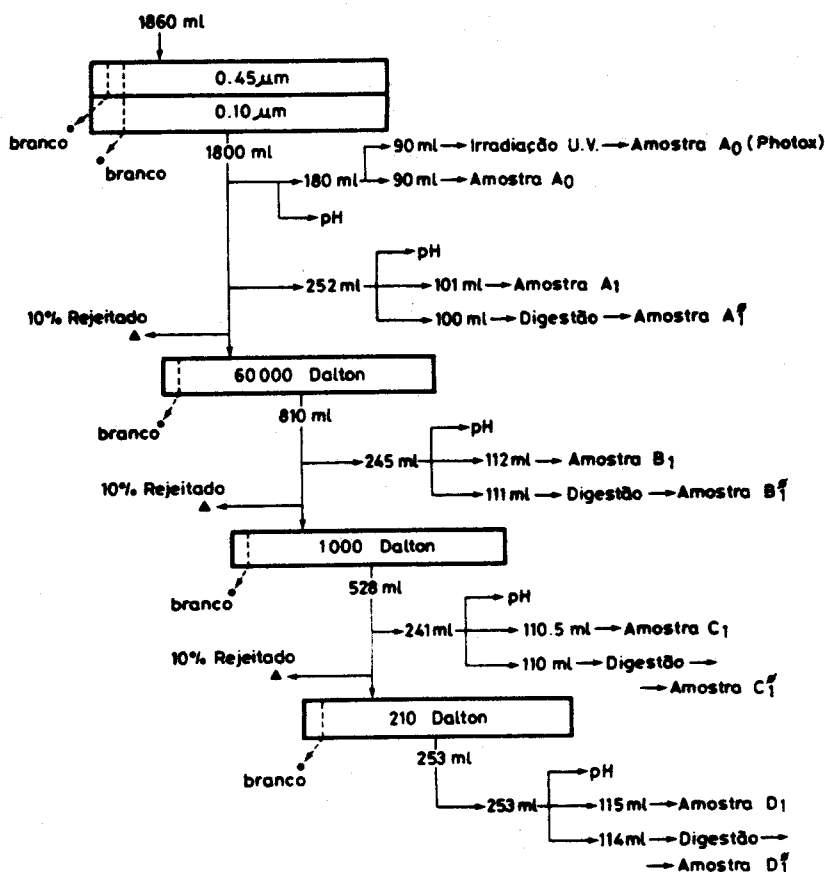 1860 ml
0.45 µm
0.10 µm
branco
branco
1800 ml
90 ml → Irradiação U.V. → Amostra A₀ (Photox)
180 ml → 90 ml → Amostra A₀
pH
pH
252 ml → 101 ml → Amostra A₁
100 ml → Digestão → Amostra A₁*
10% Rejeitado
60 000 Dalton
branco
810 ml
pH
245 ml → 112 ml → Amostra B₁
111 ml → Digestão → Amostra B₁*
10% Rejeitado
1000 Dalton
branco
528 ml
pH
241 ml → 110.5 ml → Amostra C₁
110 ml → Digestão →
→ Amostra C₁*
10% Rejeitado
210 Dalton
branco
253 ml
pH
253 ml → 115 ml → Amostra D₁
114 ml → Digestão →
→ Amostra D₁*